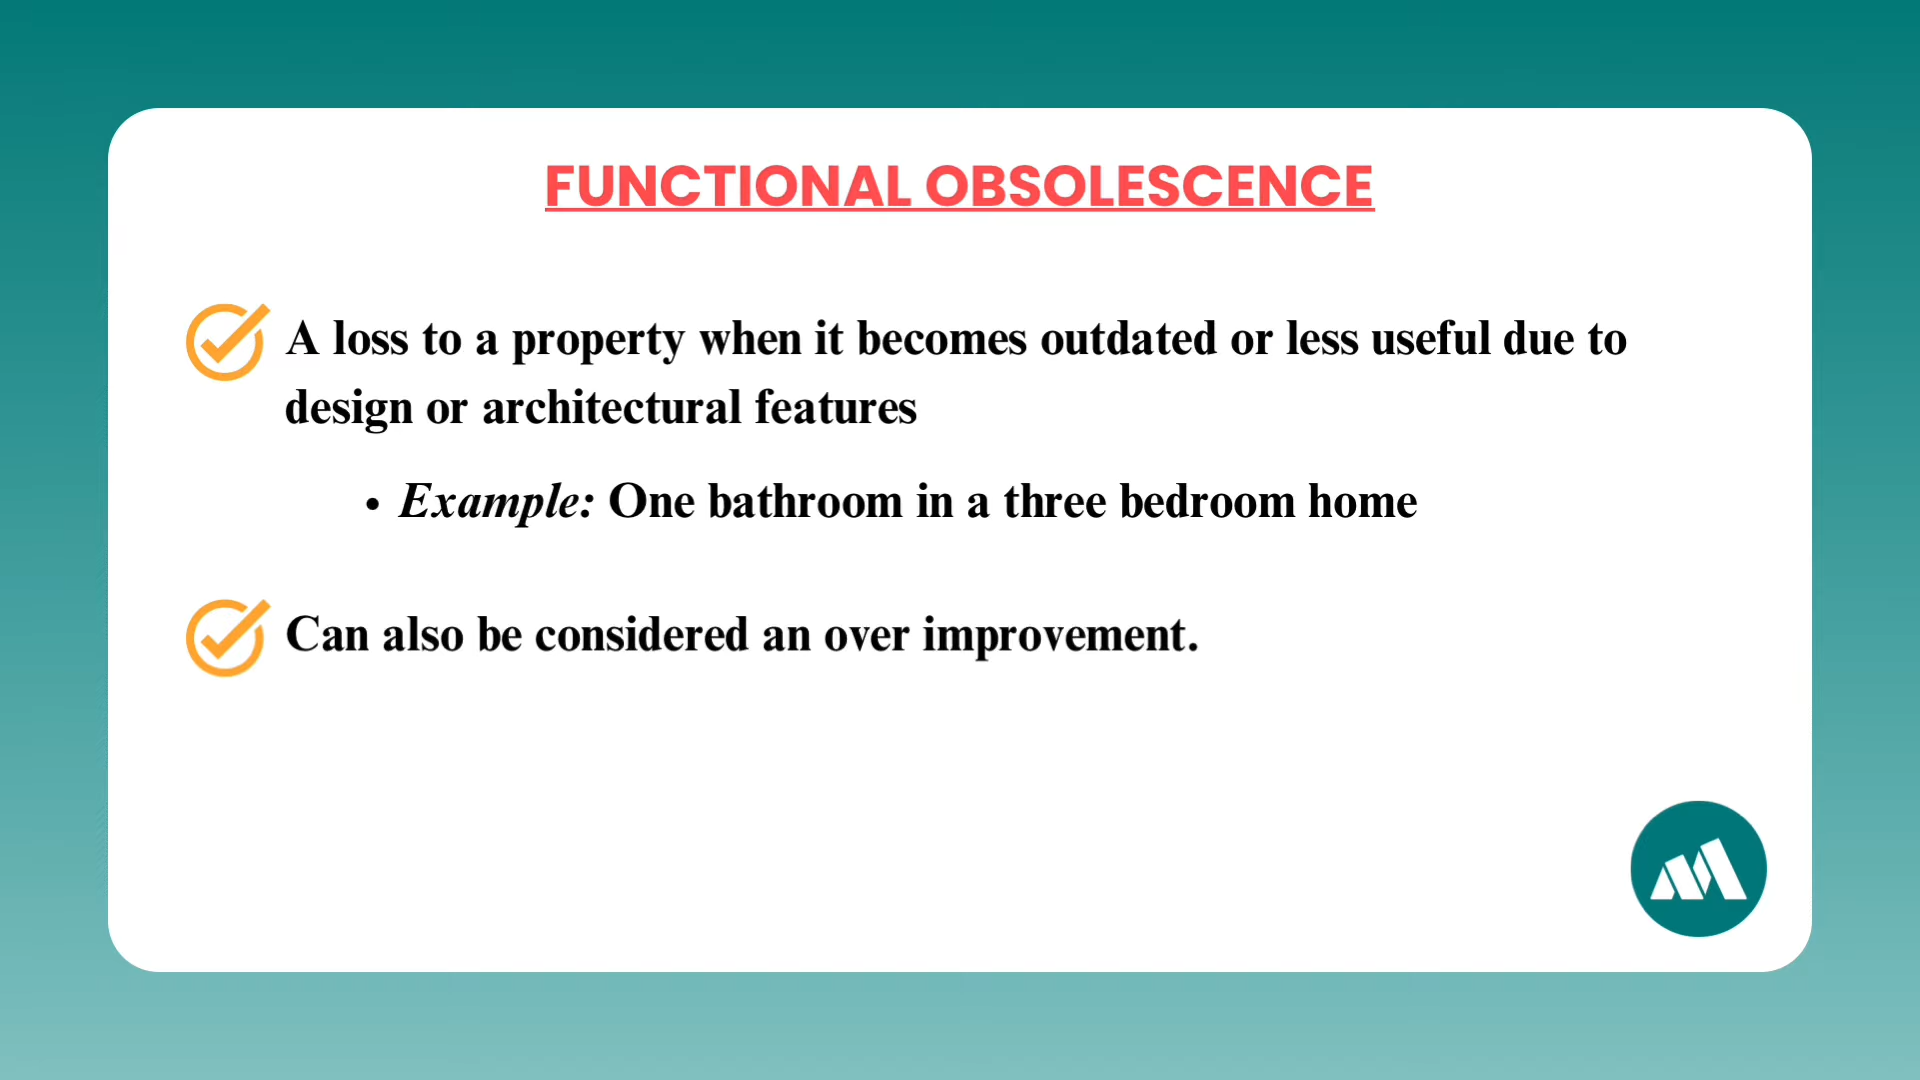 FUNCTIONAL OBSOLESCENCE
A loss to a property when it becomes outdated or less useful due to
design or architectural features
• Example: One bathroom in a three bedroom home
Can also be considered an over improvement.